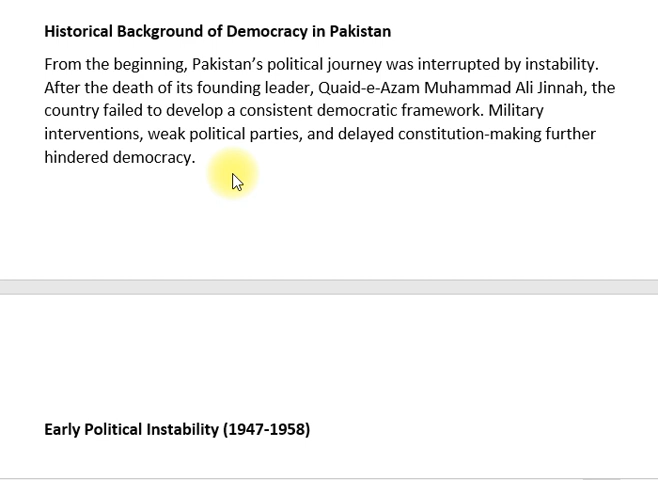 Historical Background of Democracy in Pakistan
From the beginning, Pakistan’s political journey was interrupted by instability.
After the death of its founding leader, Quaid-e-Azam Muhammad Ali Jinnah, the
country failed to develop a consistent democratic framework. Military
interventions, weak political parties, and delayed constitution-making further
hindered democracy.
Early Political Instability (1947-1958)